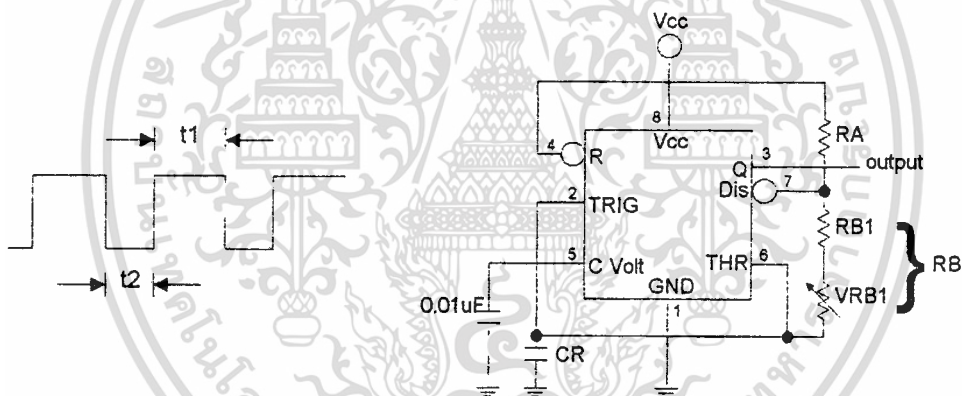 Vcc
t1
t2
8
Vcc
4
R
RA
Q
3
output
Dis
7
2
TRIG
RB1
5
C Volt
THR
6
RB
GND
VRB1
1
0.01uF
CR